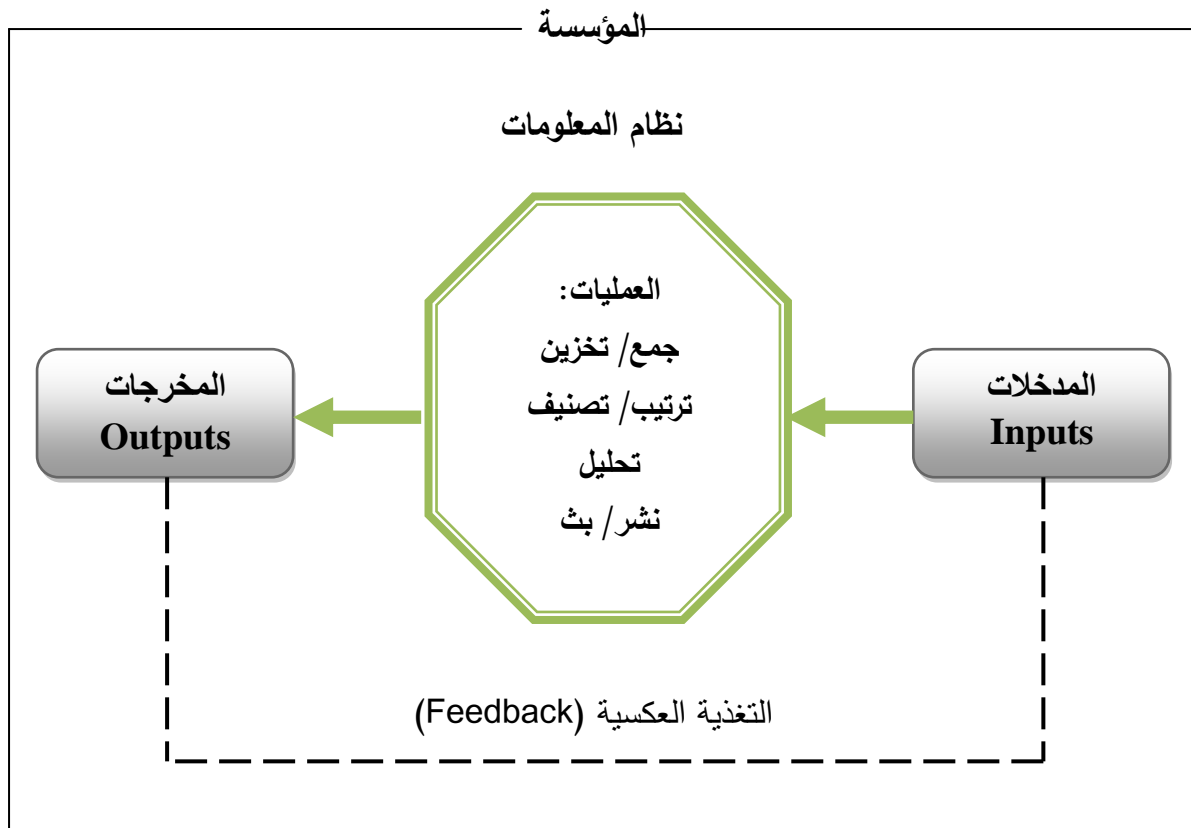 المؤسسة
نظام المعلومات
المدخلات
Inputs
العمليات:
جمع/ تخزين
ترتيب/ تصنيف
تحليل
نشر/ بث
المخرجات
Outputs
التغذية العكسية (Feedback)